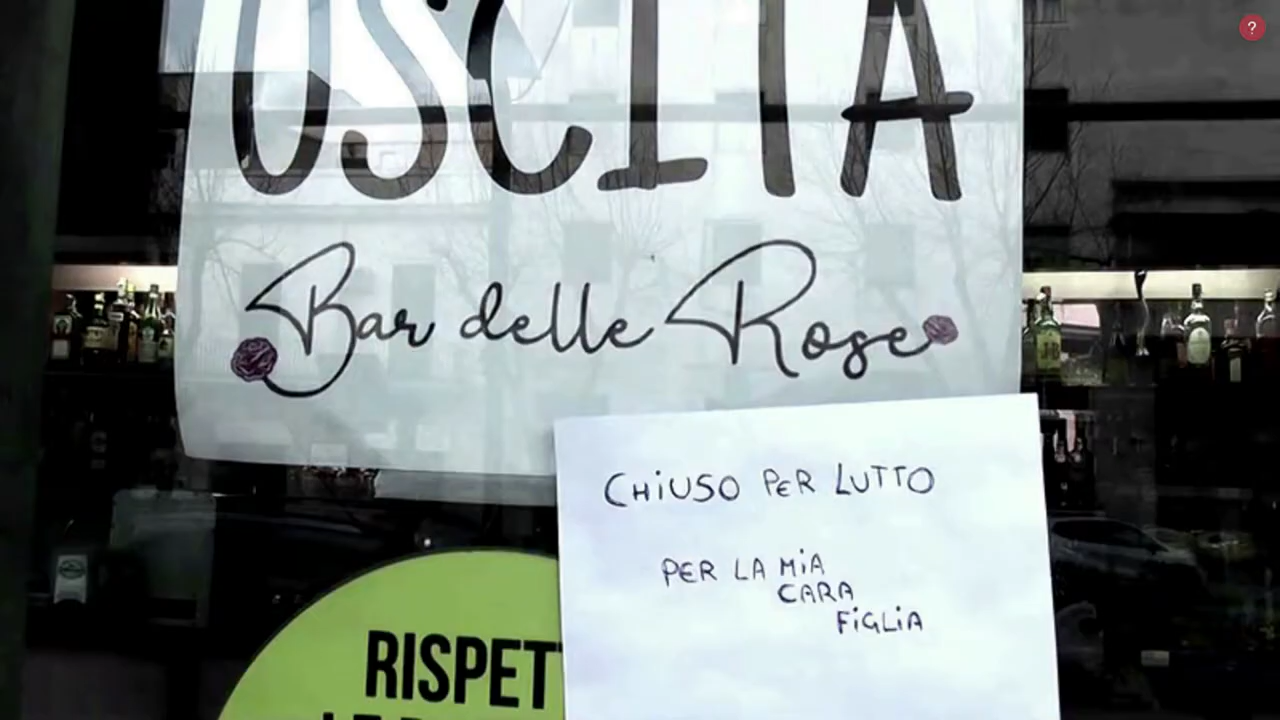 USCITA
Bar delle Rose
CHiUSO PER LUTTO
PER LA MiA
CARA
FiGLiA
RISPETT
?